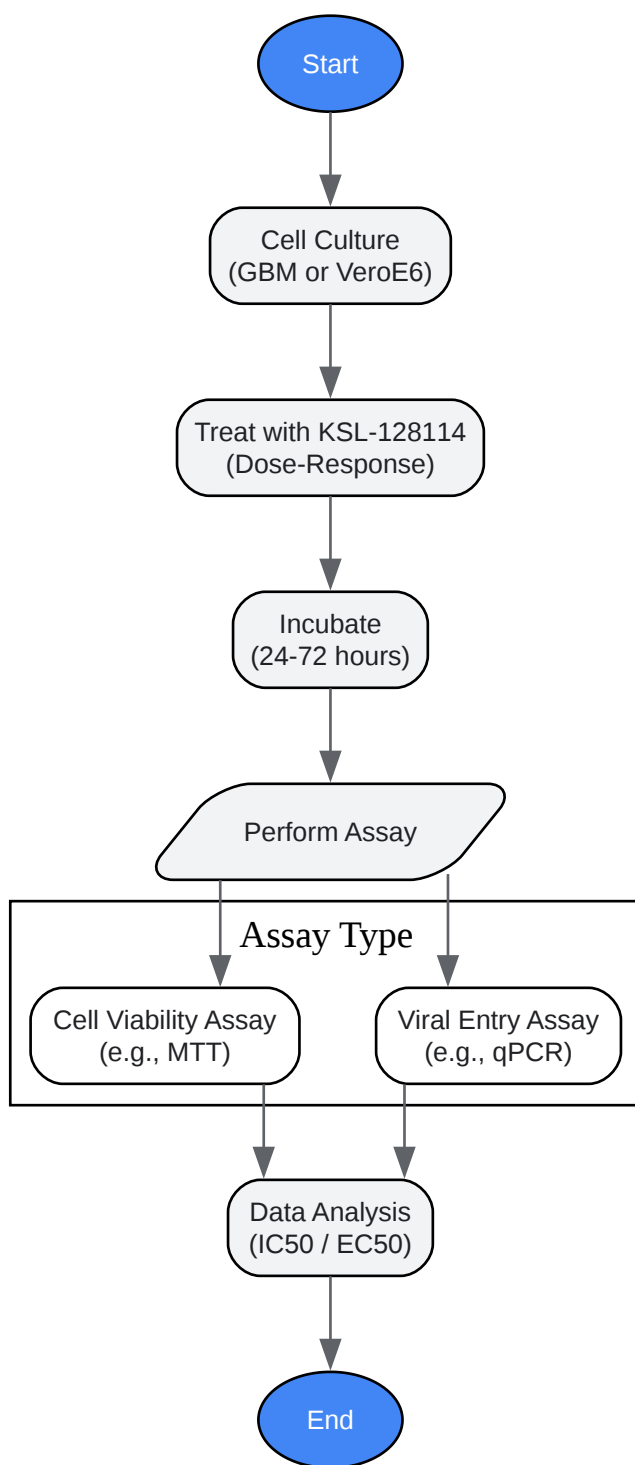 Start
Cell Culture
(GBM or VeroE6)
Treat with KSL-128114
(Dose-Response)
Incubate
(24-72 hours)
Perform Assay
Assay Type
Cell Viability Assay
(e.g., MTT)
Viral Entry Assay
(e.g., qPCR)
Data Analysis
(IC50 / EC50)
End